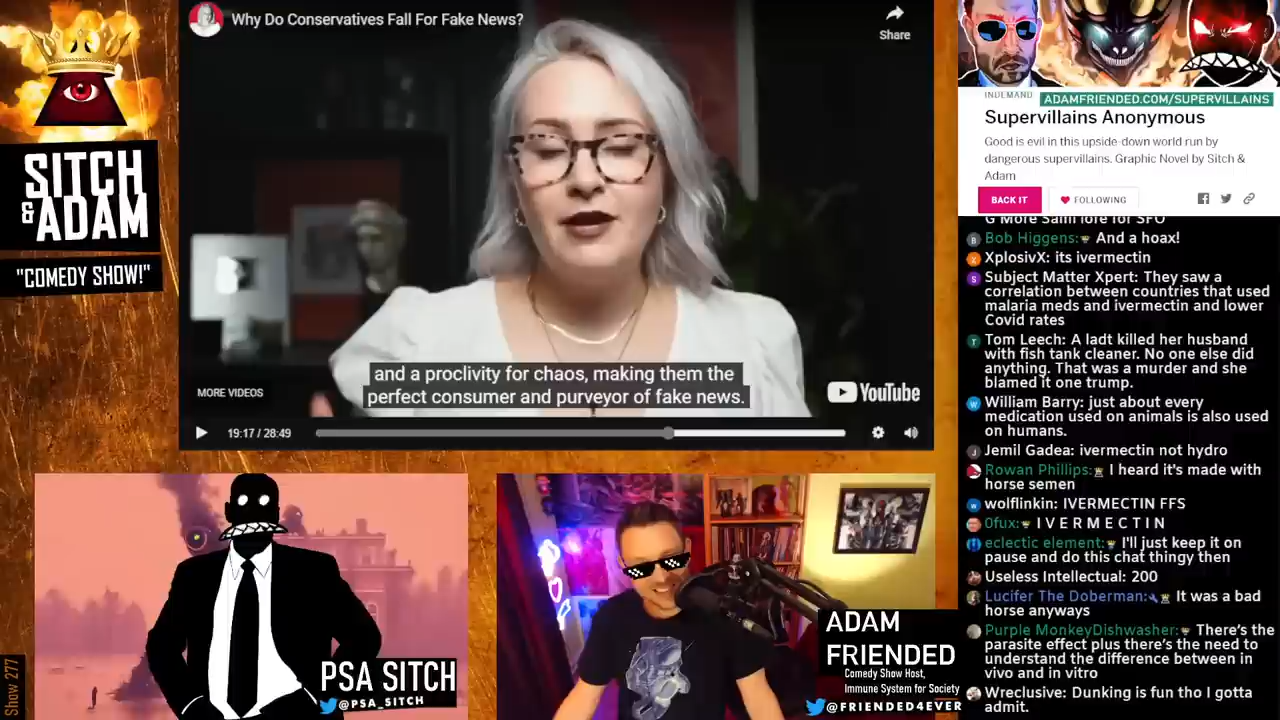 Why Do Conservatives Fall For Fake News?
Share
SITCH
& ADAM
"COMEDY SHOW!"
and a proclivity for chaos, making them the
perfect consumer and purveyor of fake news.
MORE VIDEOS
YouTube
19:17 / 28:49
INDEMAND
ADAMFRIENDED.COM/SUPERVILLAINS
Supervillains Anonymous
Good is evil in this upside-down world run by
dangerous supervillains. Graphic Novel by Sitch &
Adam
BACK IT
FOLLOWING
G More Sami lore for SFO
B Bob Higgens: And a hoax!
XplosivX: its ivermectin
S Subject Matter Xpert: They saw a
correlation between countries that used
malaria meds and ivermectin and lower
Covid rates
T Tom Leech: A ladt killed her husband
with fish tank cleaner. No one else did
anything. That was a murder and she
blamed it one trump.
W William Barry: just about every
medication used on animals is also used
on humans.
J Jemil Gadea: ivermectin not hydro
Rowan Phillips: I heard it's made with
horse semen
W wolflinkin: IVERMECTIN FFS
0fux: I V E R M E C T I N
eclectic element: I'll just keep it on
pause and do this chat thingy then
Useless Intellectual: 200
Lucifer The Doberman: It was a bad
horse anyways
Purple MonkeyDishwasher: There's the
parasite effect plus there's the need to
understand the difference between in
vivo and in vitro
Wreclusive: Dunking is fun tho I gotta
admit.
Show 277
PSA SITCH
@PSA_SITCH
ADAM
FRIENDED
Comedy Show Host,
Immune System for Society
@FRIENDED4EVER